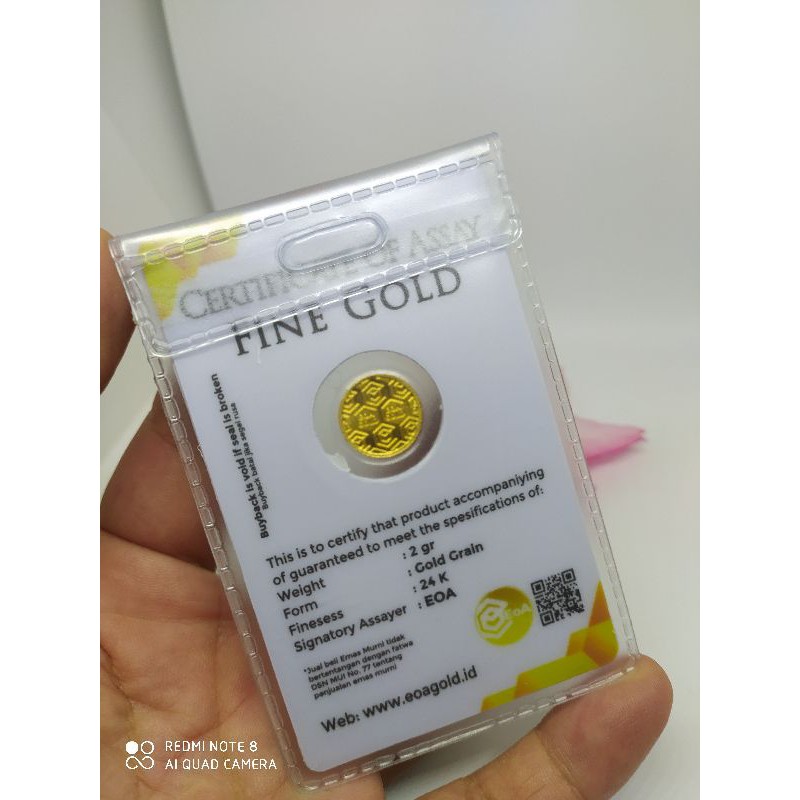 CERTIFICATE OF ASSAY
FINE GOLD
Buyback is void if seal is broken
Buyback batal jika segel rusak
This is to certify that product accompaniying
of guaranteed to meet the spesifications of:
Weight : 2 gr
Form : Gold Grain
Finesess : 24 K
Signatory Assayer : EOA
EOA
*Jual beli Emas Murni tidak
bertentangan dengan fatwa
DSN MUI No. 77 tentang
penjualan emas murni
Web: www.eoagold.id
REDMI NOTE 8
AI QUAD CAMERA